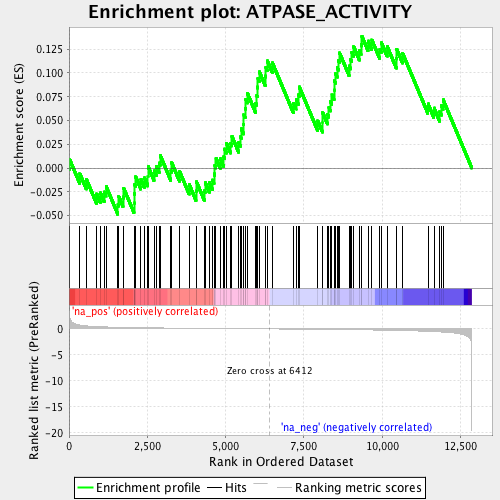 Enrichment plot: ATPASE_ACTIVITY
Enrichment score (ES)
0.125
0.100
0.075
0.050
0.025
0.000
-0.025
-0.050
'na_pos' (positively correlated)
Ranked list metric (PreRanked)
0
-5
-10
-15
-20
Zero cross at 6412
'na_neg' (negatively correlated)
0
2,500
5,000
7,500
10,000
12,500
Rank in Ordered Dataset
Enrichment profile
Hits
Ranking metric scores